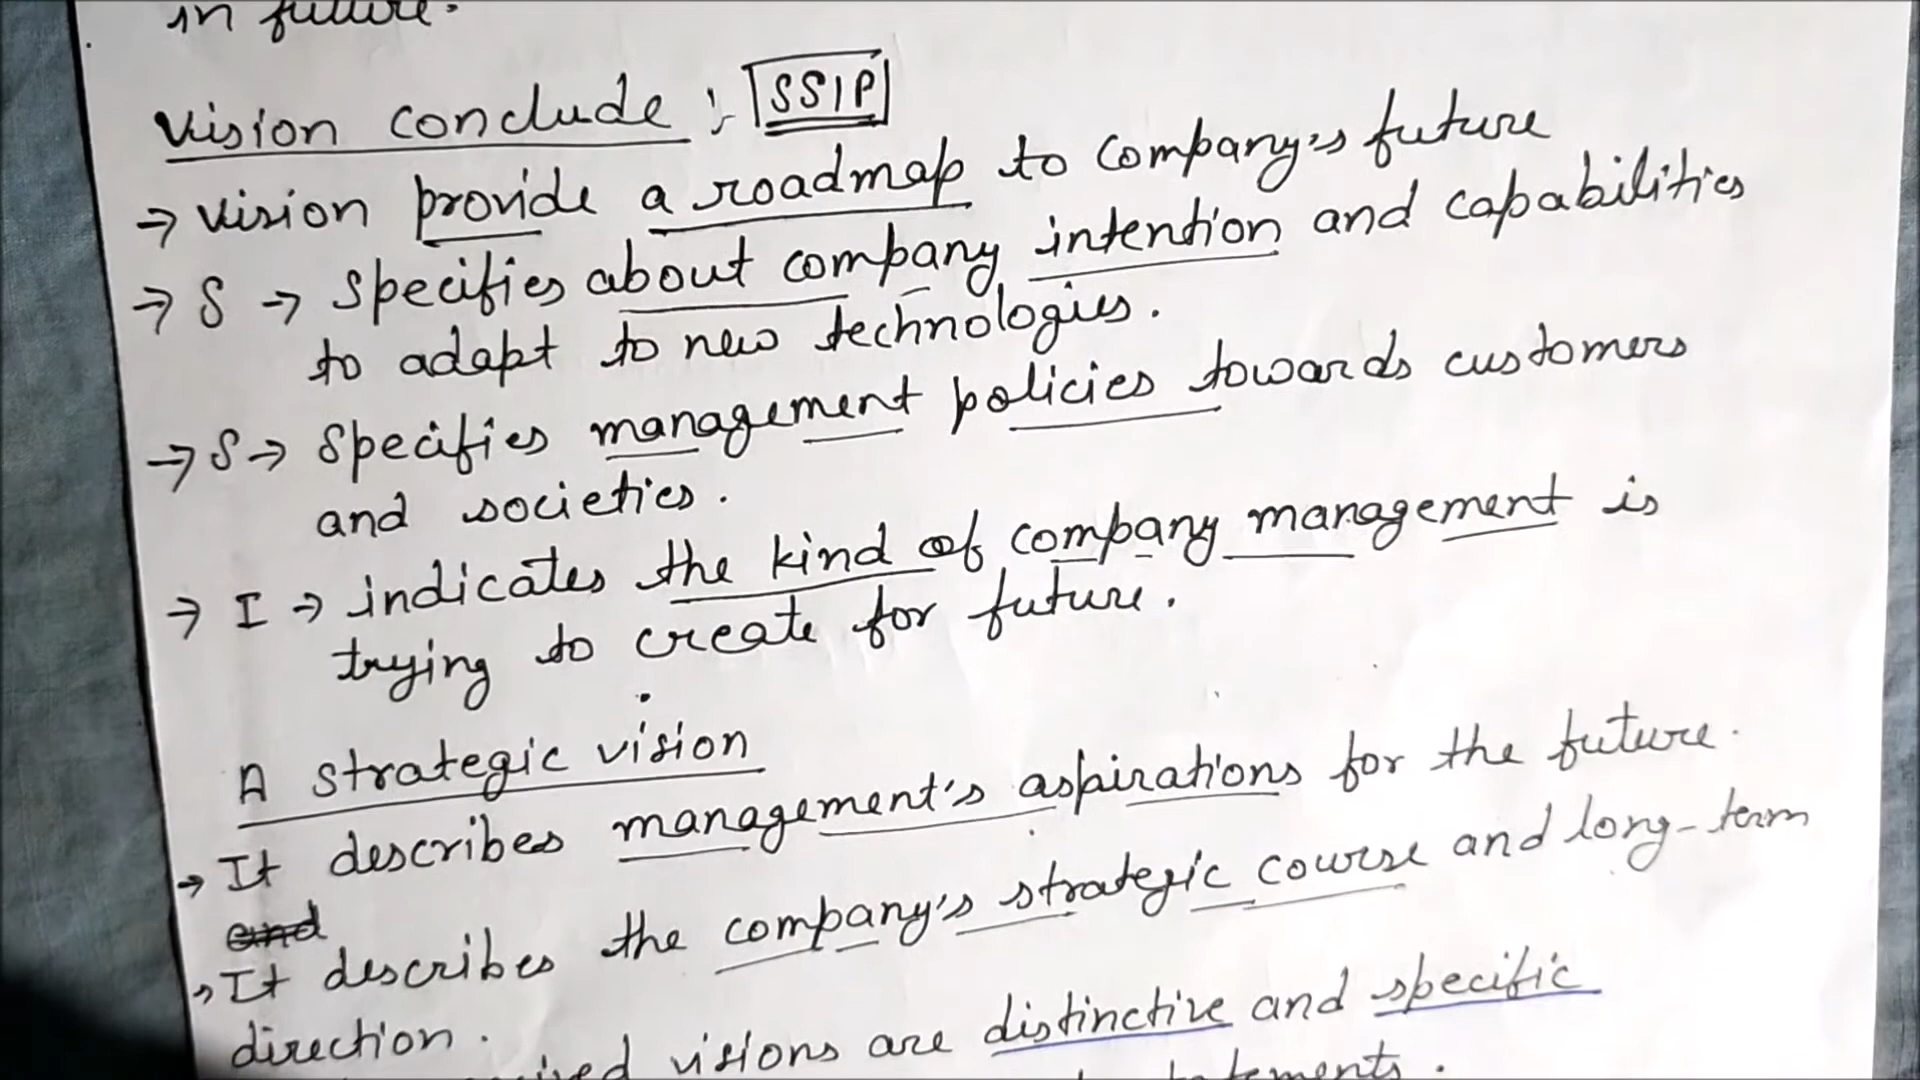 in future.
Vision conclude :- SSIP
→ Vision provide a roadmap to company's future
→ S → Specifies about company intention and capabilities
to adapt to new technologies.
→ S → Specifies management policies towards customers
and societies.
→ I → indicates the kind of company management is
trying to create for future.
A strategic vision
→ It describes management's aspirations for the future.
and
→ It describes the company's strategic course and long-term
direction.
visions are distinctive and specific